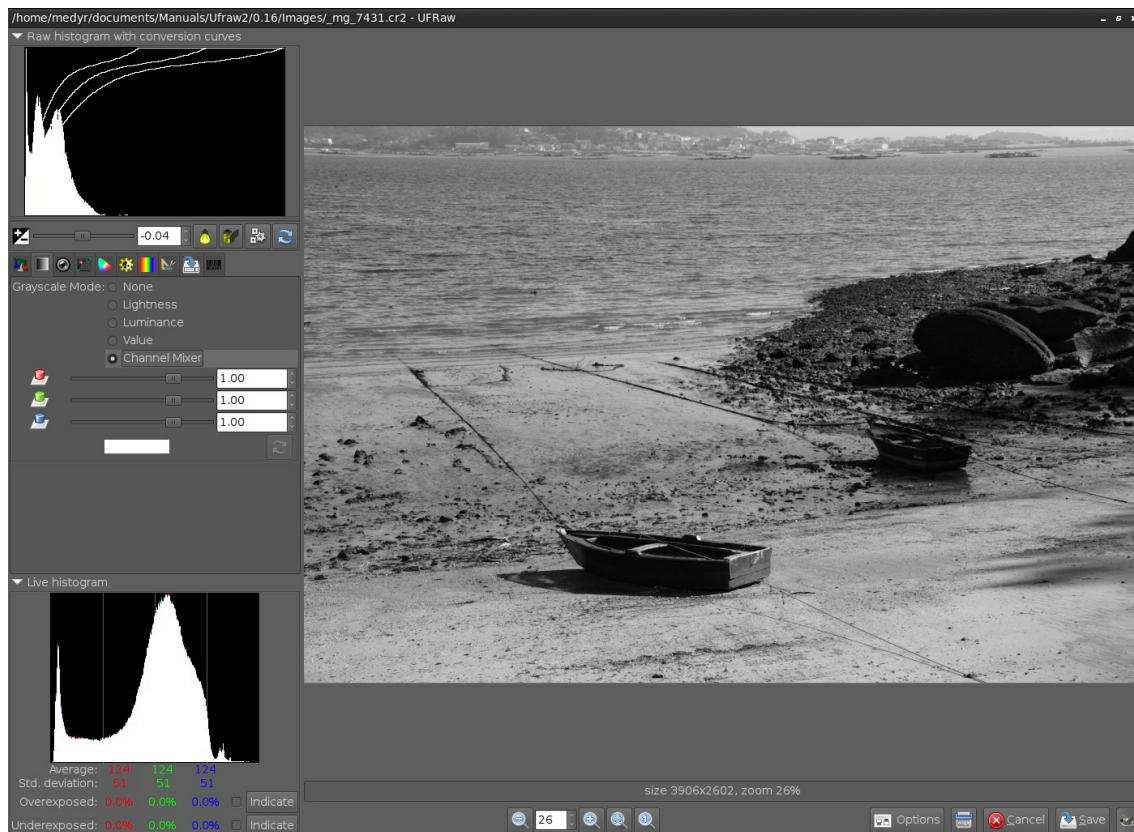 /home/medyr/documents/Manuals/Ufraw2/0.16/Images/_mg_7431.cr2 - UFRaw
Raw histogram with conversion curves
-0.04
Grayscale Mode: None
Lightness
Luminance
Value
Channel Mixer
1.00
1.00
1.00
Live histogram
Average: 124 124 124
Std. deviation: 51 51 51
Overexposed: 0.0% 0.0% 0.0% Indicate
Underexposed: 0.0% 0.0% 0.0% Indicate
size 3906x2602, zoom 26%
26
Options
Cancel
Save